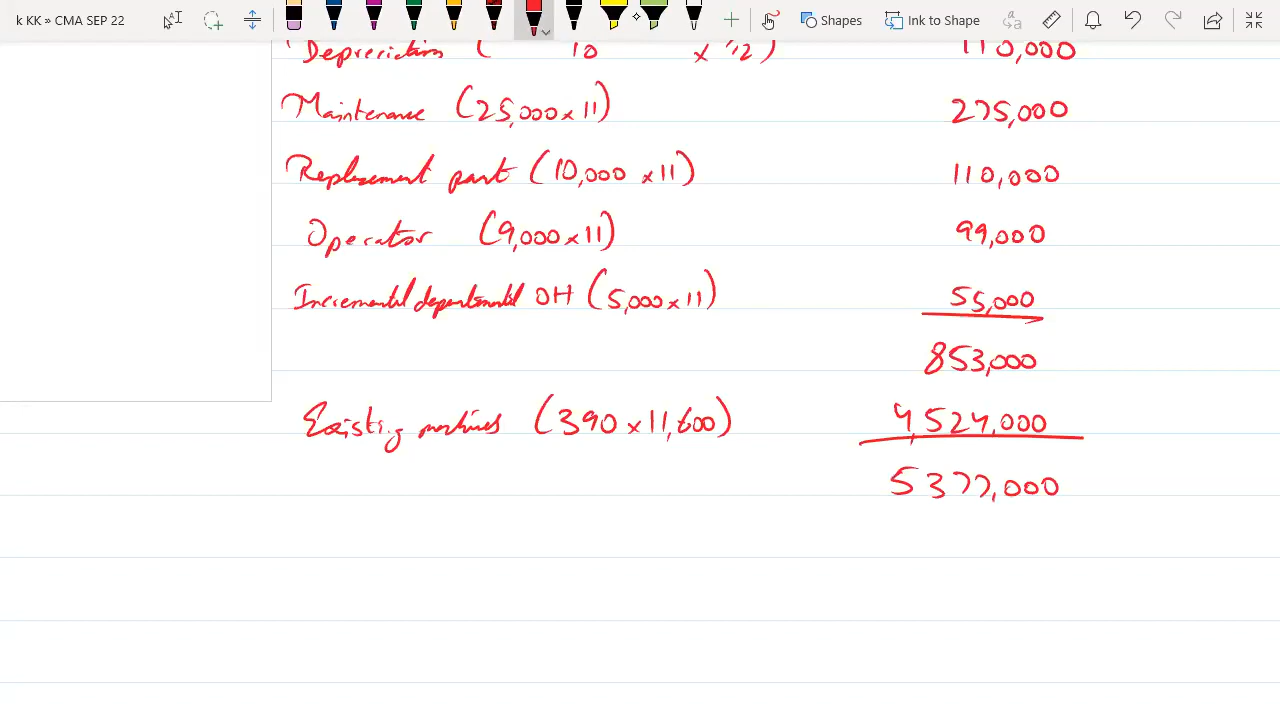 k KK » CMA SEP 22 Shapes Ink to Shape
Depreciation ( 10 x 1/12 ) 110,000
Maintenance (25,000 x 11) 275,000
Replacement part (10,000 x 11) 110,000
Operator (9,000 x 11) 99,000
Incremental departmental OH (5,000 x 11) 55,000
853,000
Existing machines (390 x 11,600) 4,524,000
5377,000